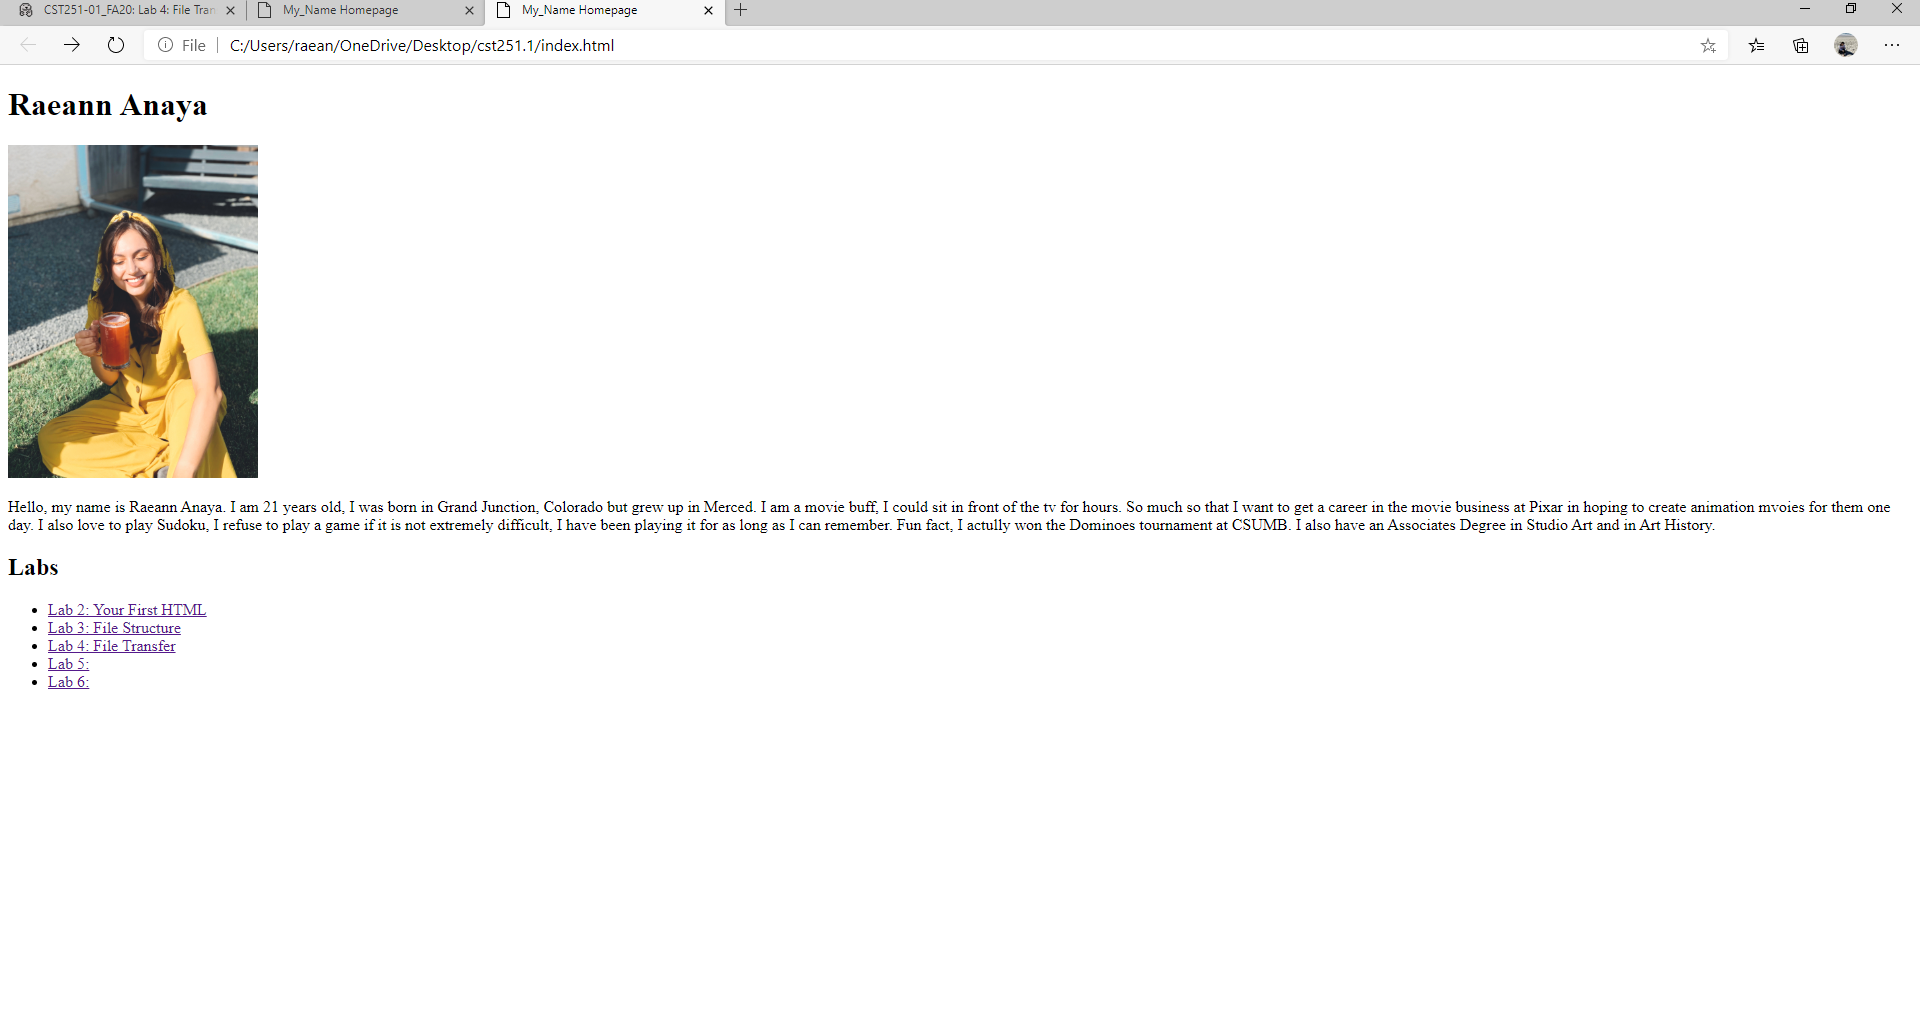 CST251-01_FA20: Lab 4: File Tran
My_Name Homepage
My_Name Homepage
File
C:/Users/raean/OneDrive/Desktop/cst251.1/index.html
Raeann Anaya
Hello, my name is Raeann Anaya. I am 21 years old, I was born in Grand Junction, Colorado but grew up in Merced. I am a movie buff, I could sit in front of the tv for hours. So much so that I want to get a career in the movie business at Pixar in hoping to create animation mvoies for them one
day. I also love to play Sudoku, I refuse to play a game if it is not extremely difficult, I have been playing it for as long as I can remember. Fun fact, I actully won the Dominoes tournament at CSUMB. I also have an Associates Degree in Studio Art and in Art History.
Labs
Lab 2: Your First HTML
Lab 3: File Structure
Lab 4: File Transfer
Lab 5:
Lab 6: